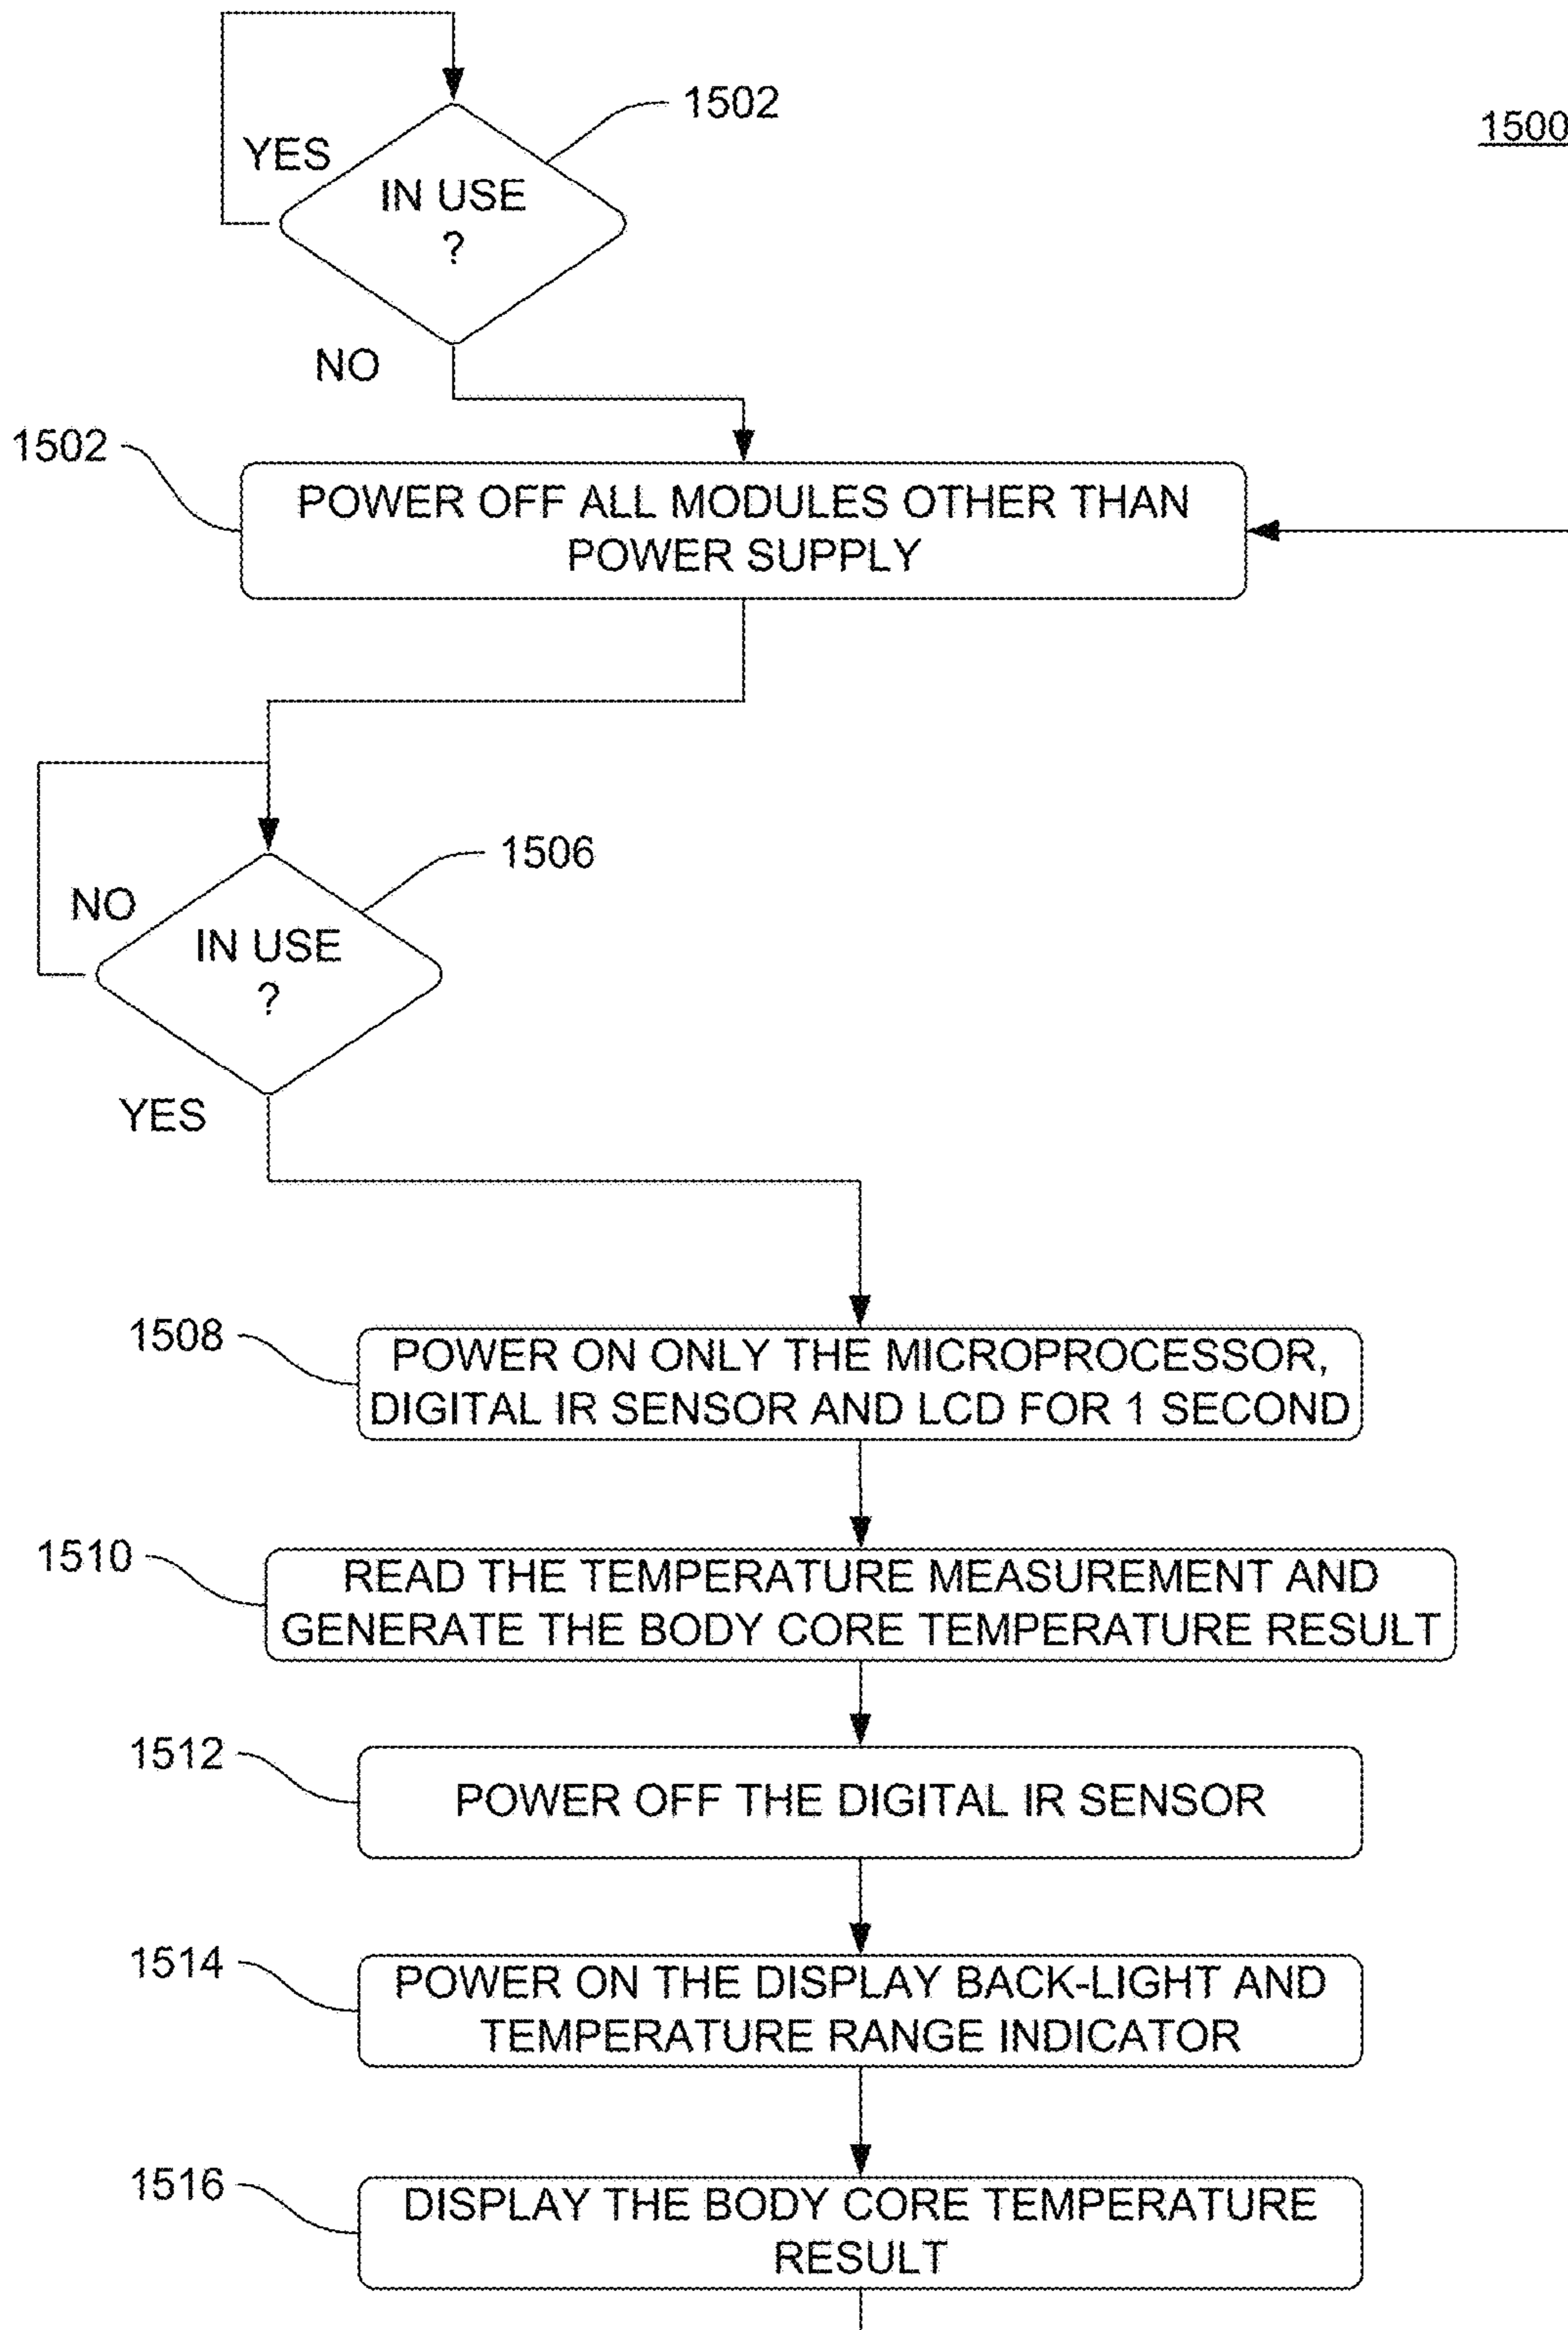 1502
1500
YES
IN USE
?
NO
1502
POWER OFF ALL MODULES OTHER THAN
POWER SUPPLY
1506
NO
IN USE
?
YES
1508
POWER ON ONLY THE MICROPROCESSOR,
DIGITAL IR SENSOR AND LCD FOR 1 SECOND
1510
READ THE TEMPERATURE MEASUREMENT AND
GENERATE THE BODY CORE TEMPERATURE RESULT
1512
POWER OFF THE DIGITAL IR SENSOR
1514
POWER ON THE DISPLAY BACK-LIGHT AND
TEMPERATURE RANGE INDICATOR
1516
DISPLAY THE BODY CORE TEMPERATURE
RESULT